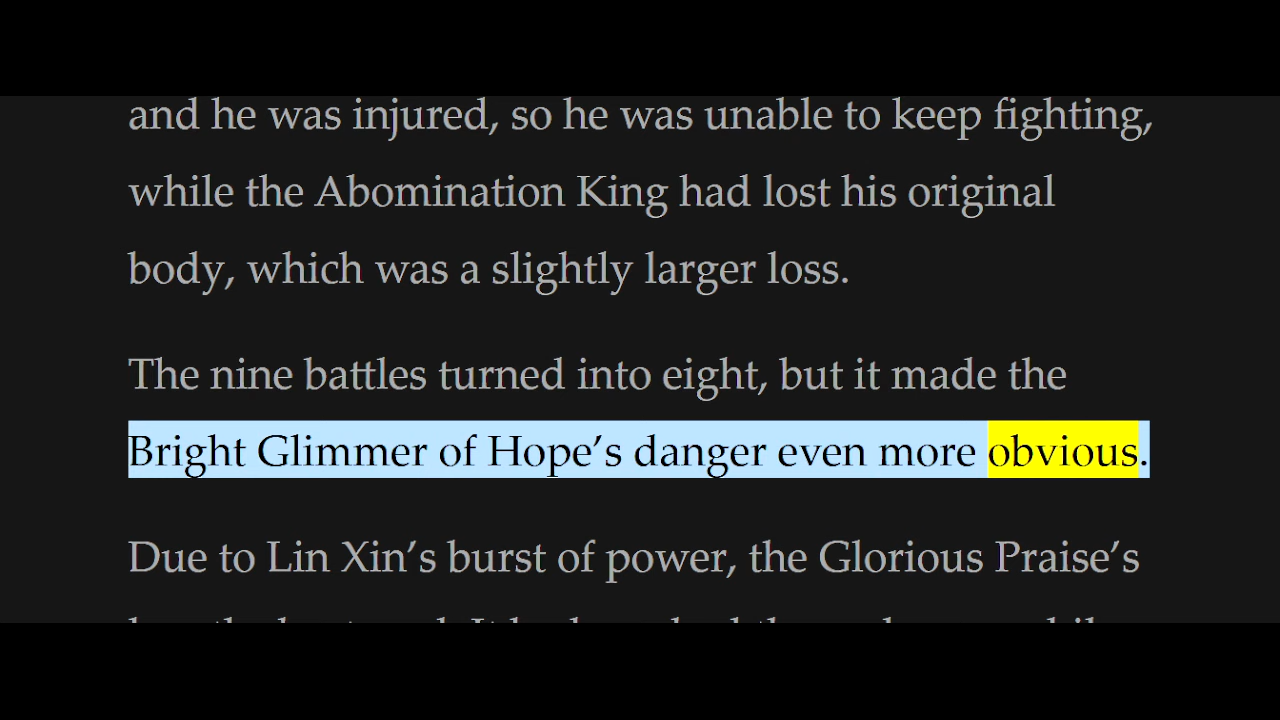 and he was injured, so he was unable to keep fighting,
while the Abomination King had lost his original
body, which was a slightly larger loss.
The nine battles turned into eight, but it made the
Bright Glimmer of Hope’s danger even more obvious.
Due to Lin Xin’s burst of power, the Glorious Praise’s